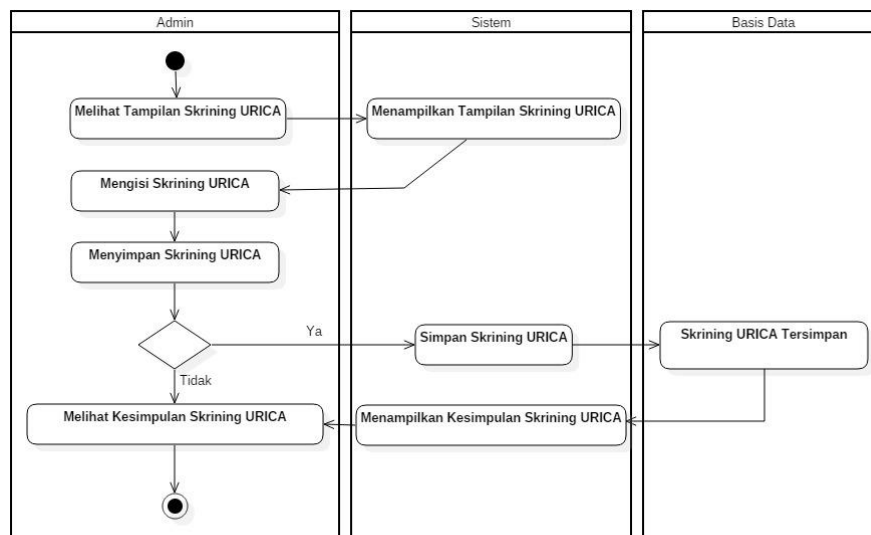 Admin
Sistem
Basis Data
Melihat Tampilan Skrining URICA
Menampilkan Tampilan Skrining URICA
Mengisi Skrining URICA
Menyimpan Skrining URICA
Ya
Simpan Skrining URICA
Skrining URICA Tersimpan
Tidak
Melihat Kesimpulan Skrining URICA
Menampilkan Kesimpulan Skrining URICA